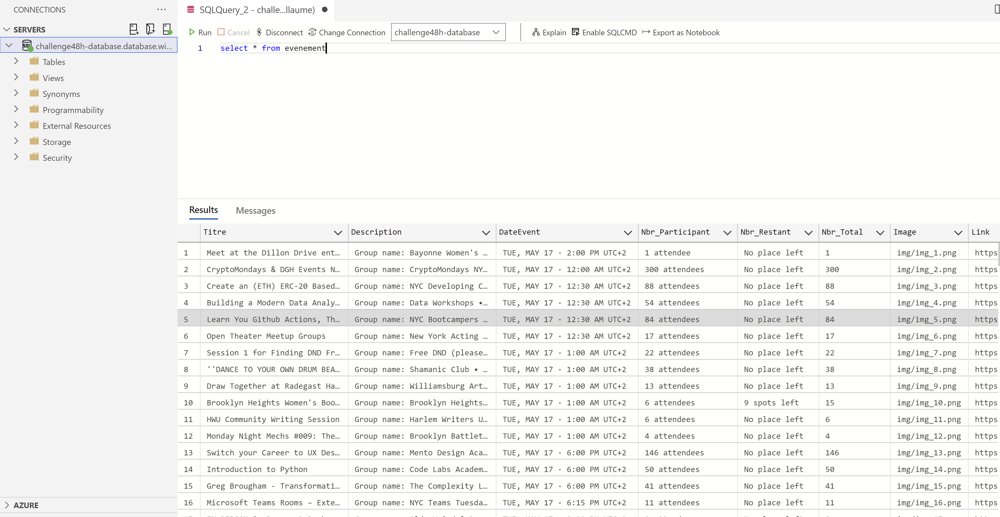 CONNECTIONS
SERVERS
challenge48h-database.database.wi...
Tables
Views
Synonyms
Programmability
External Resources
Storage
Security
AZURE
SQLQuery_2 - challe...llaume)
Run Cancel Disconnect Change Connection challenge48h-database Explain Enable SQLCMD Export as Notebook
1 select * from evenement
Results Messages
Titre Description DateEvent Nbr_Participant Nbr_Restant Nbr_Total Image Link
1 Meet at the Dillon Drive ent… Group name: Bayonne Women's … TUE, MAY 17 · 2:00 PM UTC+2 1 attendee No place left 1 img/img_1.png https
2 CryptoMondays & DGH Events N… Group name: CryptoMondays NY… TUE, MAY 17 · 12:00 AM UTC+2 300 attendees No place left 300 img/img_2.png https
3 Create an (ETH) ERC-20 Based… Group name: NYC Developing C… TUE, MAY 17 · 12:30 AM UTC+2 88 attendees No place left 88 img/img_3.png https
4 Building a Modern Data Analy… Group name: Data Workshops •… TUE, MAY 17 · 12:30 AM UTC+2 54 attendees No place left 54 img/img_4.png https
5 Learn You Github Actions, Th… Group name: NYC Bootcampers … TUE, MAY 17 · 12:30 AM UTC+2 84 attendees No place left 84 img/img_5.png https
6 Open Theater Meetup Groups Group name: New York Acting … TUE, MAY 17 · 12:30 AM UTC+2 17 attendees No place left 17 img/img_6.png https
7 Session 1 for Finding DND Fr… Group name: Free DND (please… TUE, MAY 17 · 1:00 AM UTC+2 22 attendees No place left 22 img/img_7.png https
8 ''DANCE TO YOUR OWN DRUM BEA… Group name: Shamanic Club • … TUE, MAY 17 · 1:00 AM UTC+2 38 attendees No place left 38 img/img_8.png https
9 Draw Together at Radegast Ha… Group name: Williamsburg Art… TUE, MAY 17 · 1:00 AM UTC+2 13 attendees No place left 13 img/img_9.png https
10 Brooklyn Heights Women's Boo… Group name: Brooklyn Heights… TUE, MAY 17 · 1:00 AM UTC+2 6 attendees 9 spots left 15 img/img_10.png https
11 HWU Community Writing Session Group name: Harlem Writers U… TUE, MAY 17 · 1:00 AM UTC+2 6 attendees No place left 6 img/img_11.png https
12 Monday Night Mechs #009: The… Group name: Brooklyn Battlet… TUE, MAY 17 · 1:00 AM UTC+2 4 attendees No place left 4 img/img_12.png https
13 Switch your Career to UX Des… Group name: Mento Design Aca… TUE, MAY 17 · 6:00 PM UTC+2 146 attendees No place left 146 img/img_13.png https
14 Introduction to Python Group name: Code Labs Academ… TUE, MAY 17 · 6:00 PM UTC+2 50 attendees No place left 50 img/img_14.png https
15 Greg Brougham - Transformati… Group name: The Complexity L… TUE, MAY 17 · 6:00 PM UTC+2 41 attendees No place left 41 img/img_15.png https
16 Microsoft Teams Rooms – Exte… Group name: NYC Teams Tuesda… TUE, MAY 17 · 6:15 PM UTC+2 11 attendees No place left 11 img/img_16.png https